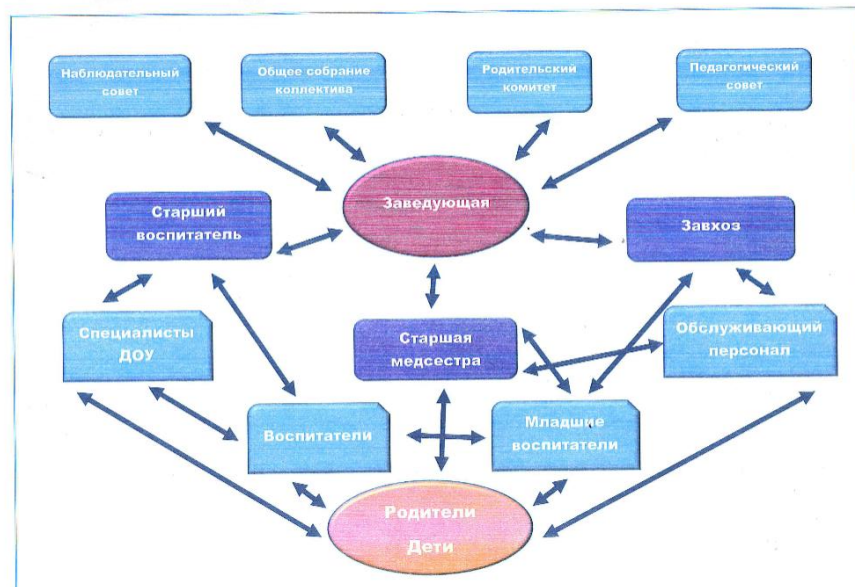 Наблюдательный
совет
Общее собрание
коллектива
Родительский
комитет
Педагогический
совет
Заведующая
Старший
воспитатель
Завхоз
Специалисты
ДОУ
Старшая
медсестра
Обслуживающий
персонал
Воспитатели
Младшие
воспитатели
Родители
Дети